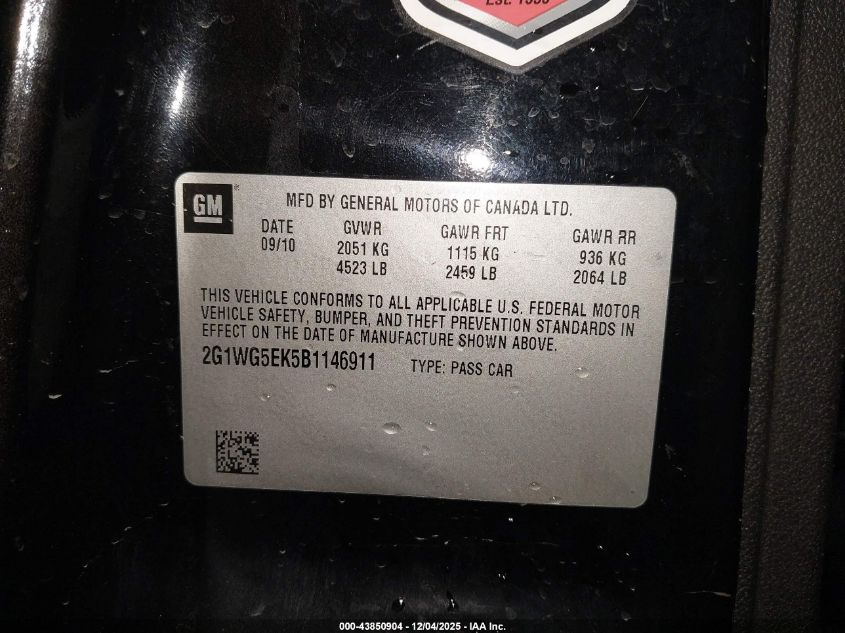 Est. 1930
GM
MFD BY GENERAL MOTORS OF CANADA LTD.
DATE GVWR GAWR FRT GAWR RR
09/10 2051 KG 1115 KG 936 KG
4523 LB 2459 LB 2064 LB
THIS VEHICLE CONFORMS TO ALL APPLICABLE U.S. FEDERAL MOTOR
VEHICLE SAFETY, BUMPER, AND THEFT PREVENTION STANDARDS IN
EFFECT ON THE DATE OF MANUFACTURE SHOWN ABOVE.
2G1WG5EK5B1146911 TYPE: PASS CAR
000-43850904 - 12/04/2025 - IAA Inc.